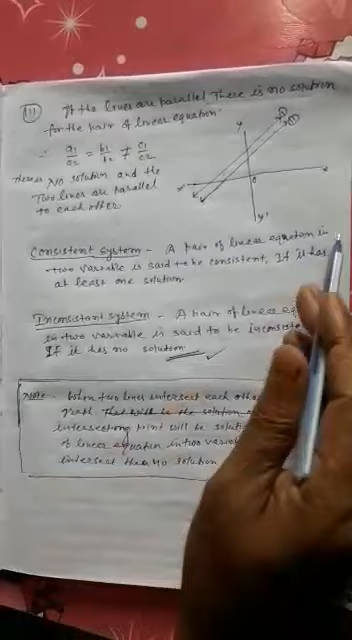 (III) If the lines are parallel There is no solution
for the pair of linear equation.
∴ a1/a2 = b1/b2 ≠ c1/c2
No solution and the
Two lines are parallel
to each other
y
x'
o
x
y'
Consistent system - A pair of linear equation in
two variable is said to be consistent, If it has
at least one solution.
Inconsistant system - A pair of linear eq
in two variable is said to be inconsiste
If it has no solution
Note - When two lines intersect each othe
graph That will be the solution
intersecting point will be soluti
of linear equation in two varia
intersect then no solution